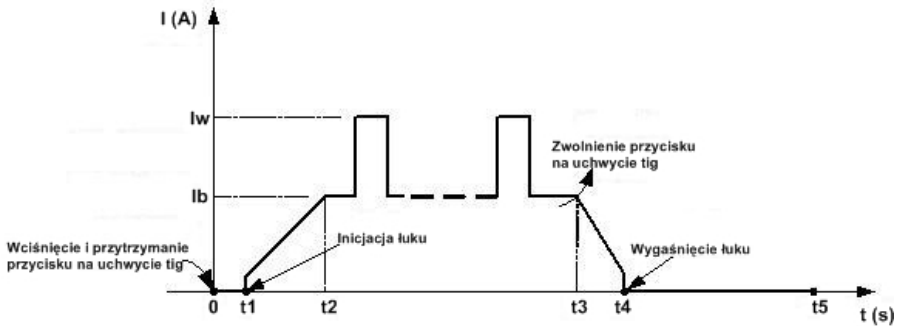 I (A)
Iw
Zwolnienie przycisku
na uchwycie tig
Ib
Wciśnięcie i przytrzymanie
przycisku na uchwycie tig
Inicjacja łuku
Wygaśnięcie łuku
0 t1 t2 t3 t4 t5
t (s)